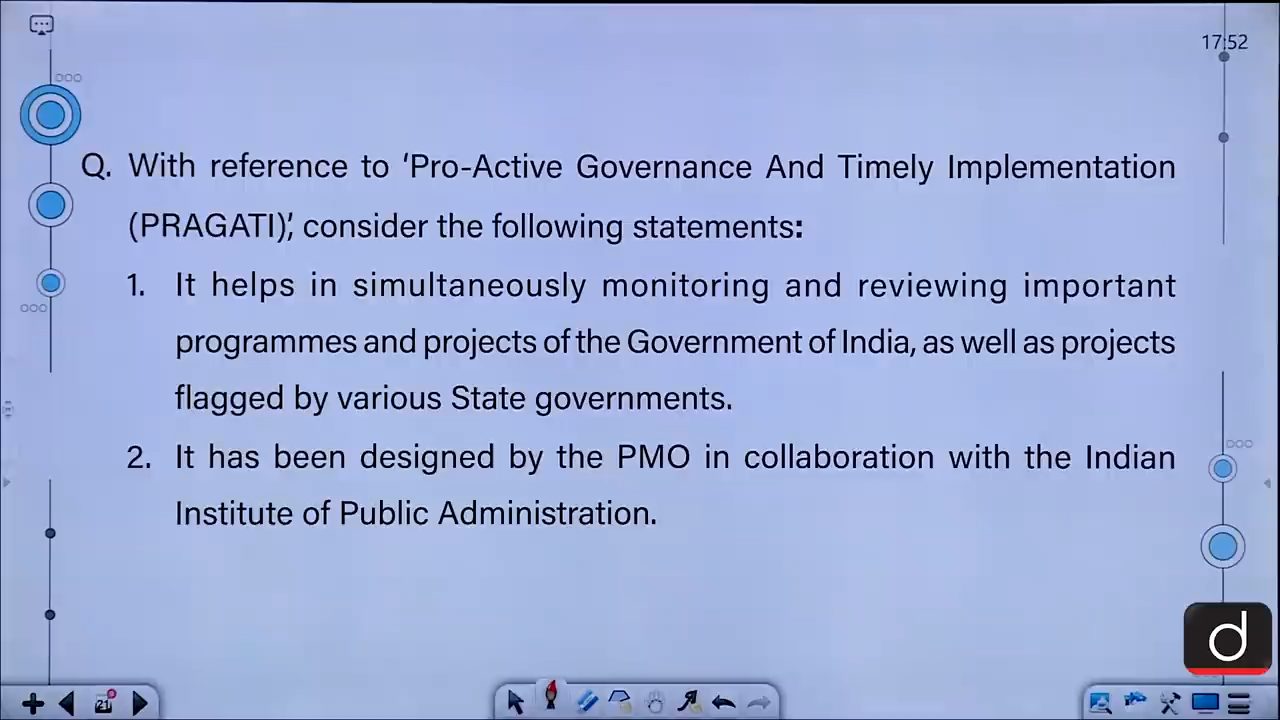 17:52
Q. With reference to 'Pro-Active Governance And Timely Implementation
(PRAGATI)', consider the following statements:
1. It helps in simultaneously monitoring and reviewing important
programmes and projects of the Government of India, as well as projects
flagged by various State governments.
2. It has been designed by the PMO in collaboration with the Indian
Institute of Public Administration.
d
21